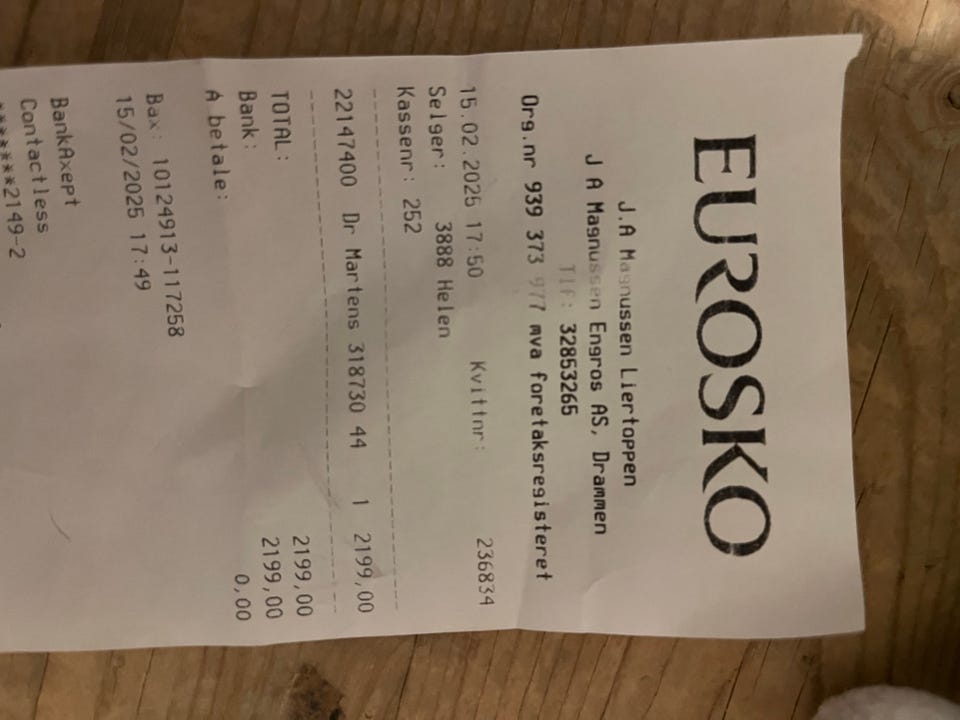 EUROSKO
J.A Magnussen Liertoppen
J A Magnussen Engros AS, Drammen
Tlf: 32853265
Org.nr 939 373 977 mva foretaksregisteret
15.02.2025 17:50 Kvittnr: 236834
Selger: 3888 Helen
Kassenr: 252
22147400 Dr Martens 318730 44 1 2199,00
TOTAL: 2199,00
Bank: 2199,00
Å betale: 0,00
Bax: 10124913-117258
15/02/2025 17:49
BankAxept
Contactless
*******2149-2